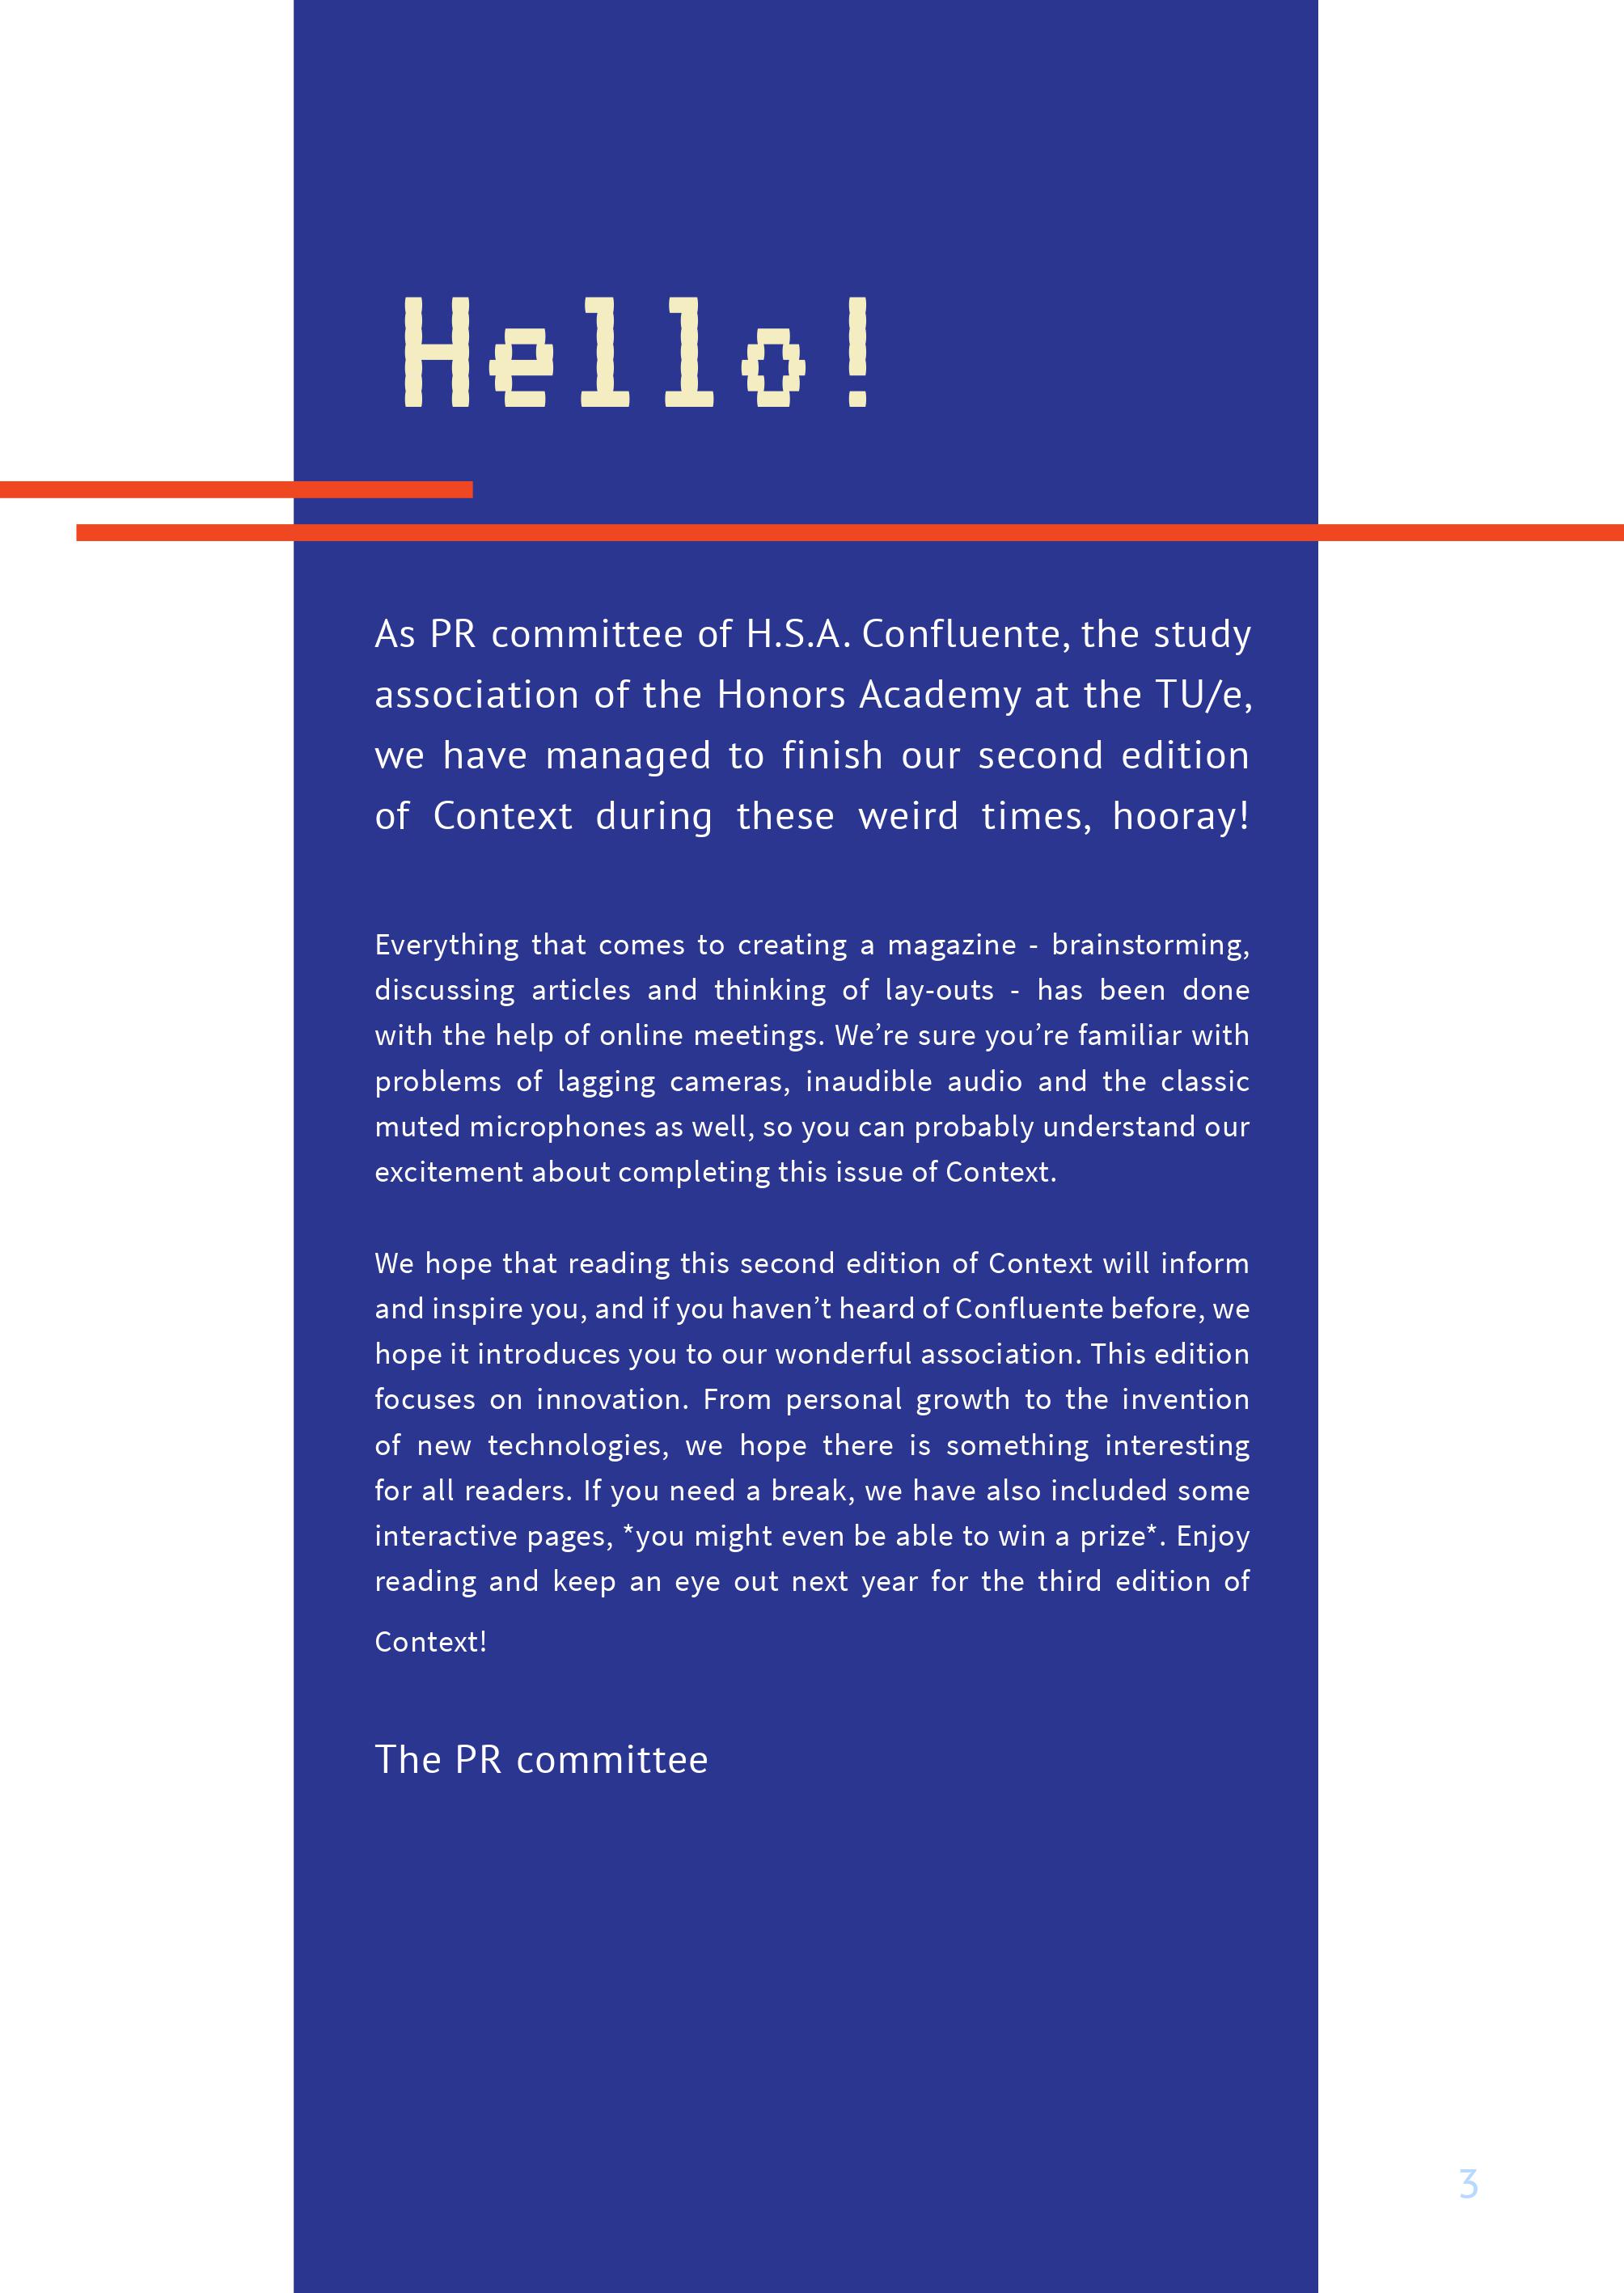 Hello!
As PR committee of H.S.A. Confluente, the study
association of the Honors Academy at the TU/e,
we have managed to finish our second edition
of Context during these weird times, hooray!
Everything that comes to creating a magazine - brainstorming,
discussing articles and thinking of lay-outs - has been done
with the help of online meetings. We’re sure you’re familiar with
problems of lagging cameras, inaudible audio and the classic
muted microphones as well, so you can probably understand our
excitement about completing this issue of Context.
We hope that reading this second edition of Context will inform
and inspire you, and if you haven’t heard of Confluente before, we
hope it introduces you to our wonderful association. This edition
focuses on innovation. From personal growth to the invention
of new technologies, we hope there is something interesting
for all readers. If you need a break, we have also included some
interactive pages, *you might even be able to win a prize*. Enjoy
reading and keep an eye out next year for the third edition of
Context!
The PR committee
3